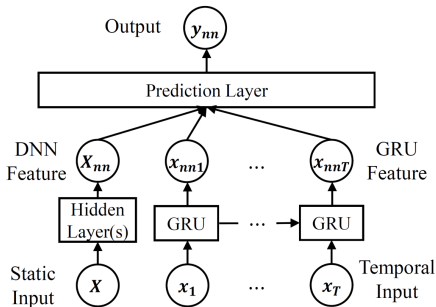 Output y_nn
Prediction Layer
DNN Feature X_nn x_nn1 ... x_nnT GRU Feature
Hidden Layer(s) GRU ... GRU
Static Input X x_1 ... x_T Temporal Input